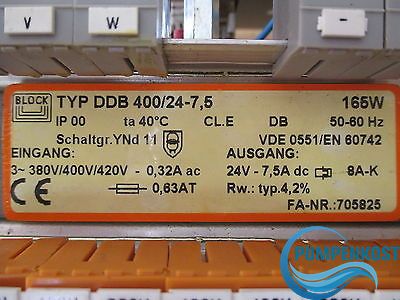 V W -
BLOCK TYP DDB 400/24-7,5 165W
IP 00 ta 40°C CL.E DB 50-60 Hz
Schaltgr.YNd 11 VDE 0551/EN 60742
EINGANG: AUSGANG:
3~ 380V/400V/420V - 0,32A ac 24V - 7,5A dc 8A-K
CE 0,63AT Rw.: typ.4,2%
FA-NR.:705825
PUMPENKOST